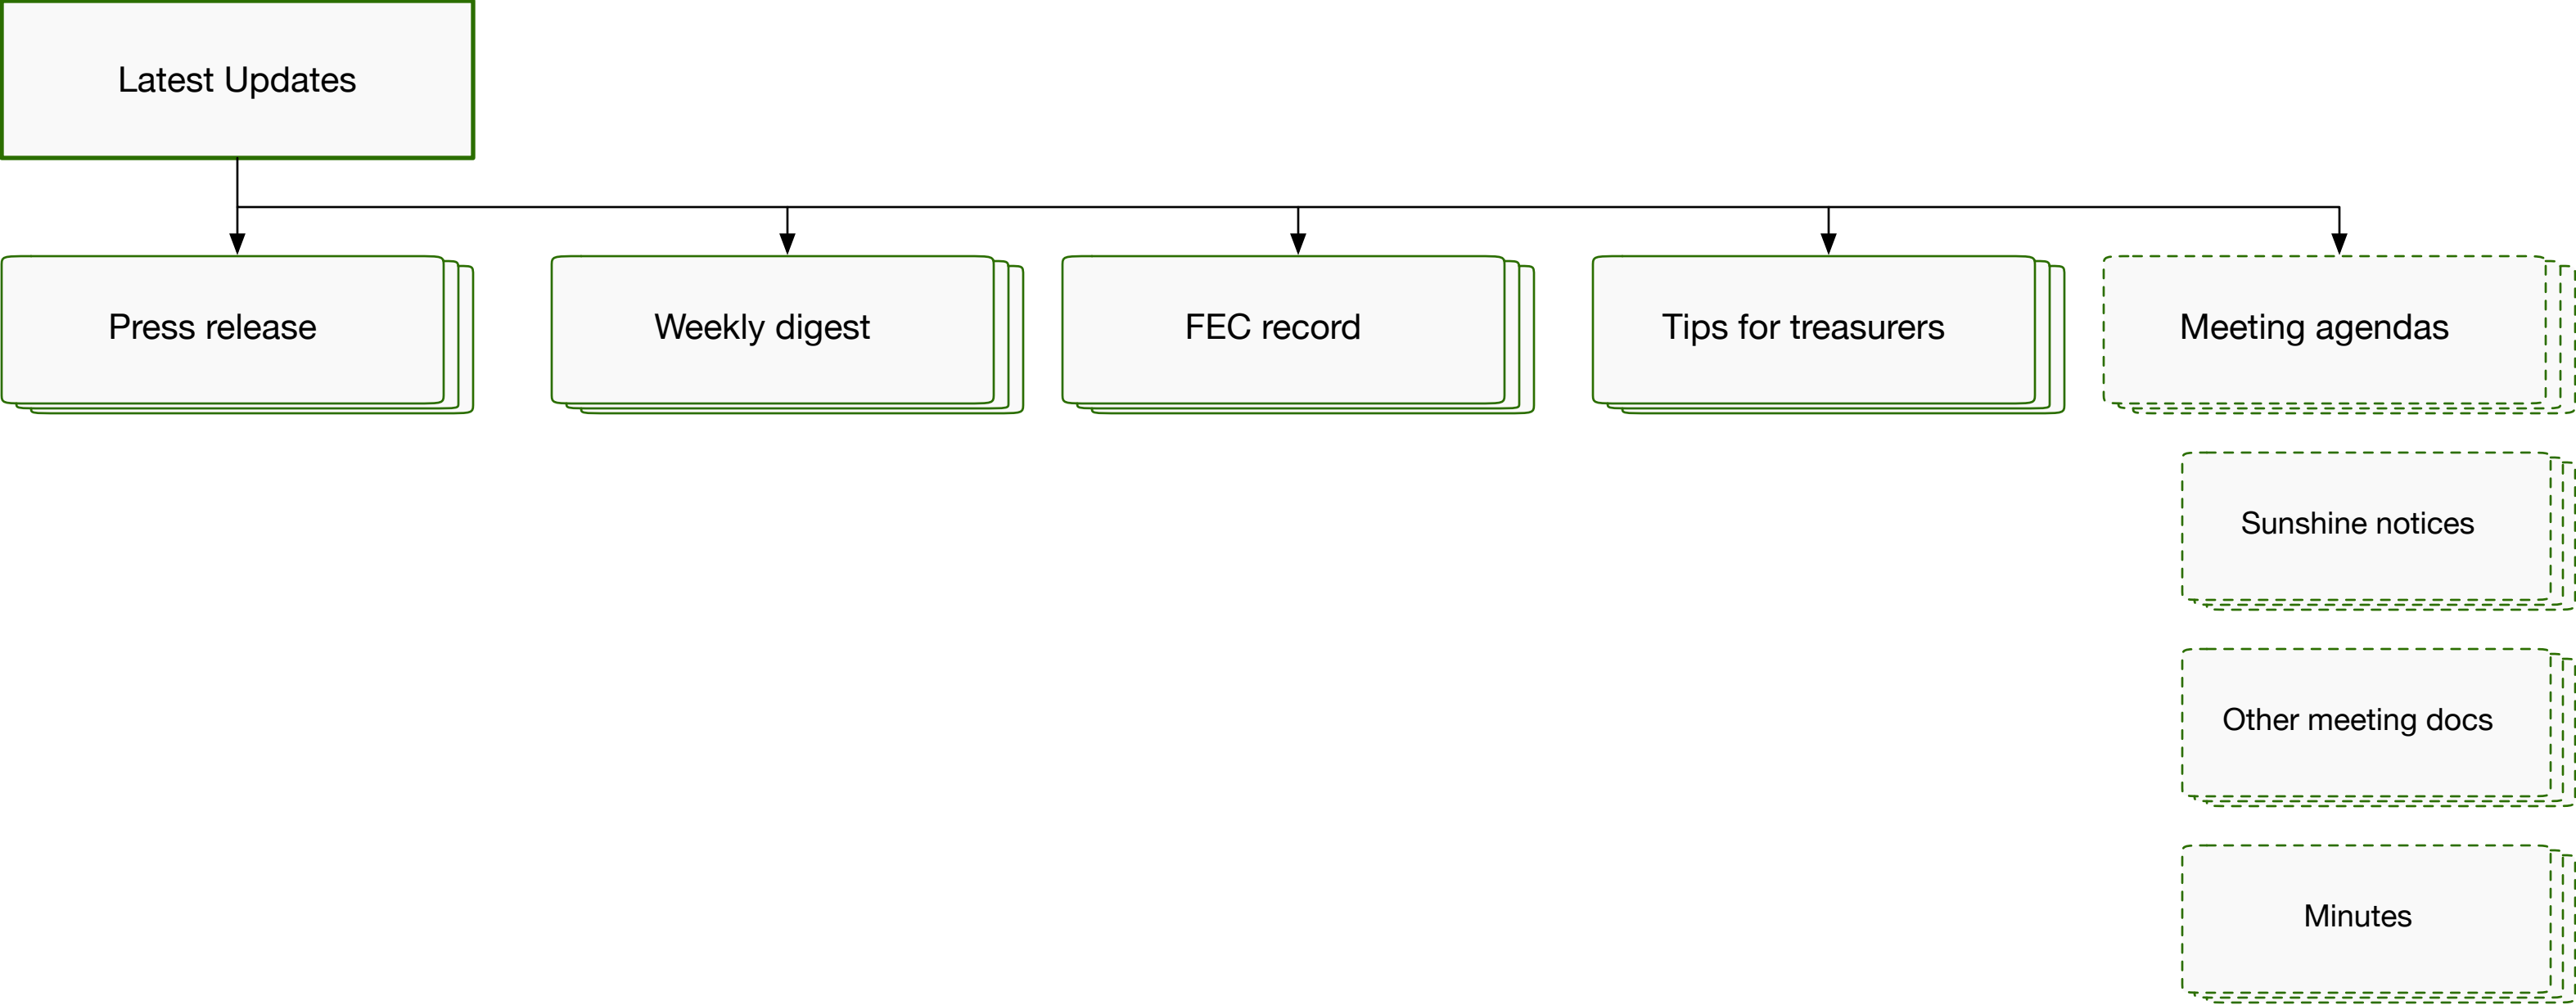 Latest Updates
Press release
Weekly digest
FEC record
Tips for treasurers
Meeting agendas
Sunshine notices
Other meeting docs
Minutes